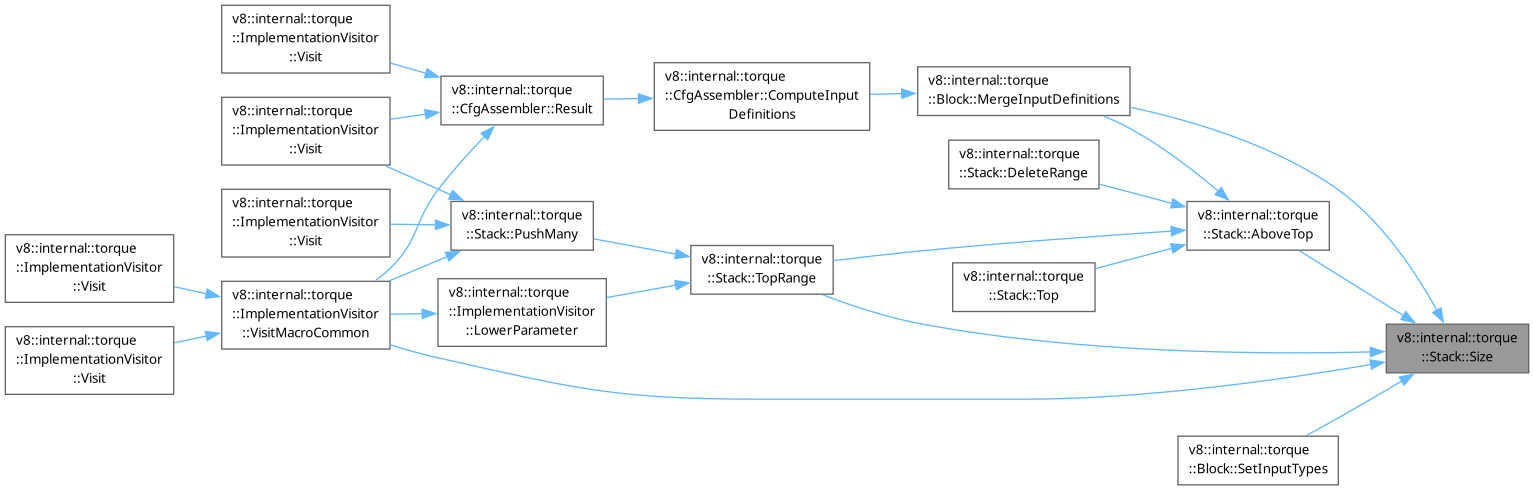 v8::internal::torque
::ImplementationVisitor
::Visit
v8::internal::torque
::ImplementationVisitor
::Visit
v8::internal::torque
::ImplementationVisitor
::Visit
v8::internal::torque
::ImplementationVisitor
::Visit
v8::internal::torque
::ImplementationVisitor
::Visit
v8::internal::torque
::ImplementationVisitor
::VisitMacroCommon
v8::internal::torque
::CfgAssembler::Result
v8::internal::torque
::Stack::PushMany
v8::internal::torque
::ImplementationVisitor
::LowerParameter
v8::internal::torque
::CfgAssembler::ComputeInput
Definitions
v8::internal::torque
::Stack::TopRange
v8::internal::torque
::Block::MergeInputDefinitions
v8::internal::torque
::Stack::DeleteRange
v8::internal::torque
::Stack::Top
v8::internal::torque
::Stack::AboveTop
v8::internal::torque
::Block::SetInputTypes
v8::internal::torque
::Stack::Size